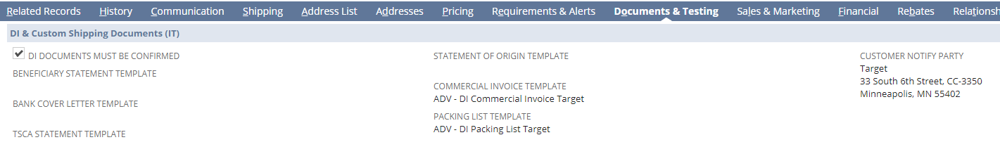 Related Records History Communication Shipping Address List Addresses Pricing Requirements & Alerts Documents & Testing Sales & Marketing Financial Rebates Relationsh
DI & Custom Shipping Documents (IT)
DI DOCUMENTS MUST BE CONFIRMED
BENEFICIARY STATEMENT TEMPLATE
BANK COVER LETTER TEMPLATE
TSCA STATEMENT TEMPLATE
STATEMENT OF ORIGIN TEMPLATE
COMMERCIAL INVOICE TEMPLATE
ADV - DI Commercial Invoice Target
PACKING LIST TEMPLATE
ADV - DI Packing List Target
CUSTOMER NOTIFY PARTY
Target
33 South 6th Street, CC-3350
Minneapolis, MN 55402